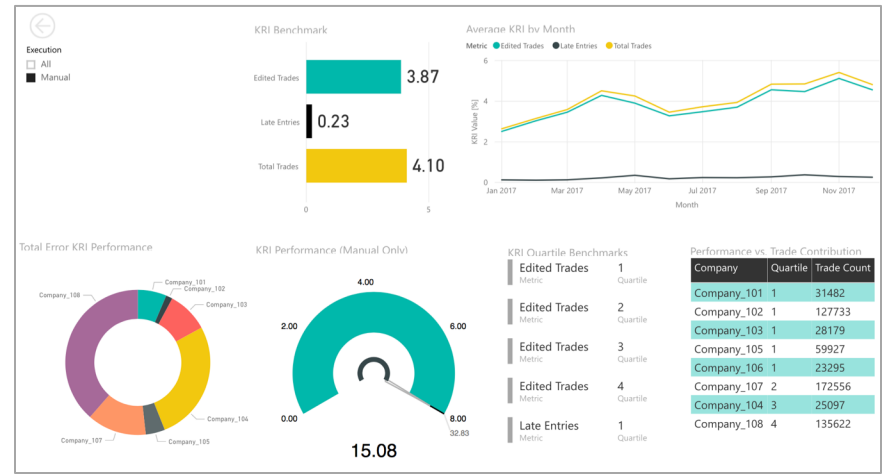 Execution
All
Manual
KRI Benchmark
Edited Trades
3.87
Late Entries
0.23
Total Trades
4.10
0
5
Average KRI by Month
Metric Edited Trades Late Entries Total Trades
KRI Value [%]
6
4
2
0
Jan 2017 Mar 2017 May 2017 Jul 2017 Sep 2017 Nov 2017
Month
Total Error KRI Performance
Company_101
Company_102
Company_103
Company_104
Company_105
Company_107
Company_108
KRI Performance (Manual Only)
0.00
2.00
4.00
6.00
8.00
32.83
15.08
KRI Quartile Benchmarks
Edited Trades 1
Metric Quartile
Edited Trades 2
Metric Quartile
Edited Trades 3
Metric Quartile
Edited Trades 4
Metric Quartile
Late Entries 1
Metric Quartile
Performance vs. Trade Contribution
Company Quartile Trade Count
Company_101 1 31482
Company_102 1 127733
Company_103 1 28179
Company_105 1 59927
Company_106 1 23295
Company_107 2 172556
Company_104 3 25097
Company_108 4 135622